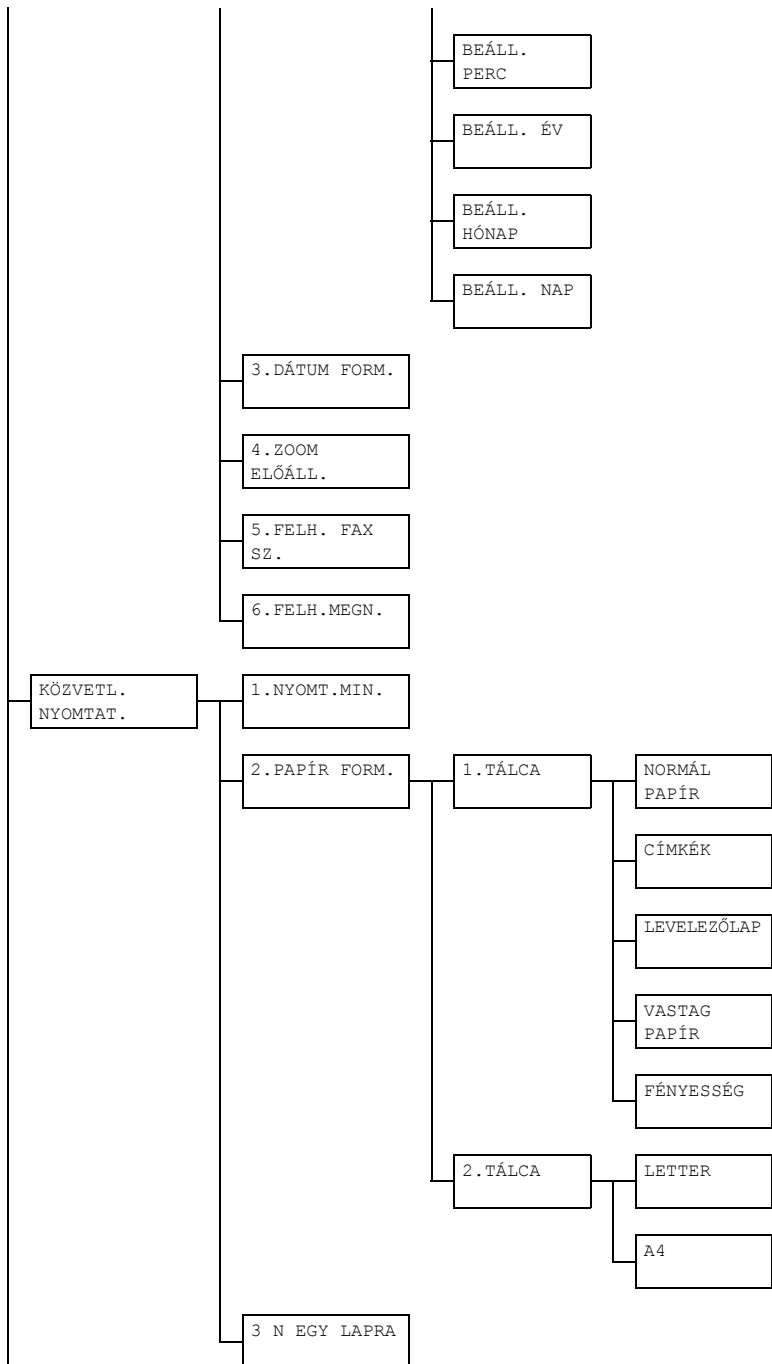 BEÁLL.
PERC
BEÁLL. ÉV
BEÁLL.
HÓNAP
BEÁLL. NAP
3.DÁTUM FORM.
4.ZOOM
ELŐÁLL.
5.FELH. FAX
SZ.
6.FELH.MEGN.
KÖZVETL.
NYOMTAT.
1.NYOMT.MIN.
2.PAPÍR FORM.
1.TÁLCA
NORMÁL
PAPÍR
CÍMKÉK
LEVELEZŐLAP
VASTAG
PAPÍR
FÉNYESSÉG
2.TÁLCA
LETTER
A4
3 N EGY LAPRA